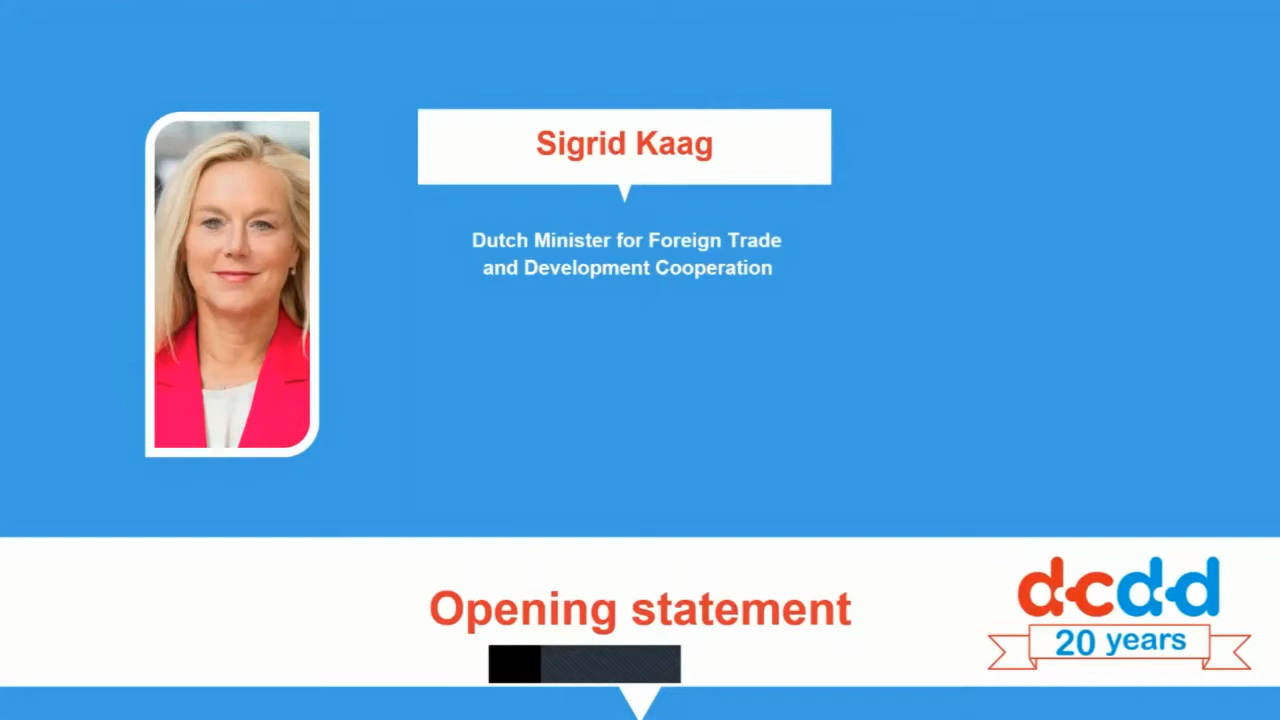 Sigrid Kaag
Dutch Minister for Foreign Trade
and Development Cooperation
Opening statement
dcdd
20 years